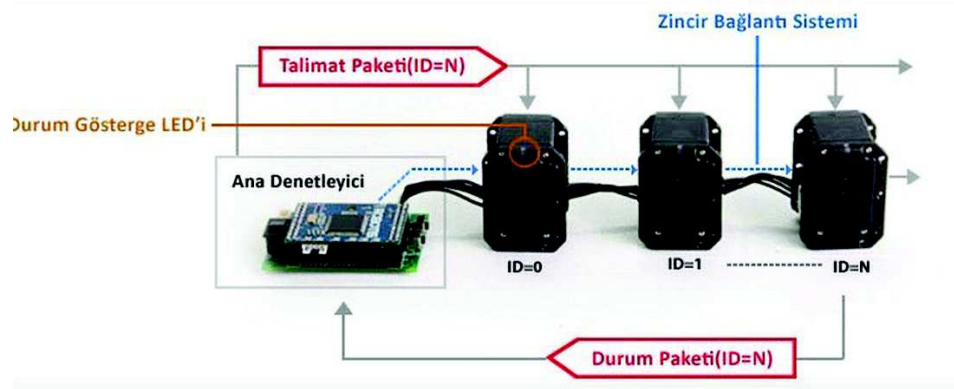 Zincir Bağlantı Sistemi
Talimat Paketi(ID=N)
Durum Gösterge LED’i
Ana Denetleyici
ID=0
ID=1
ID=N
Durum Paketi(ID=N)